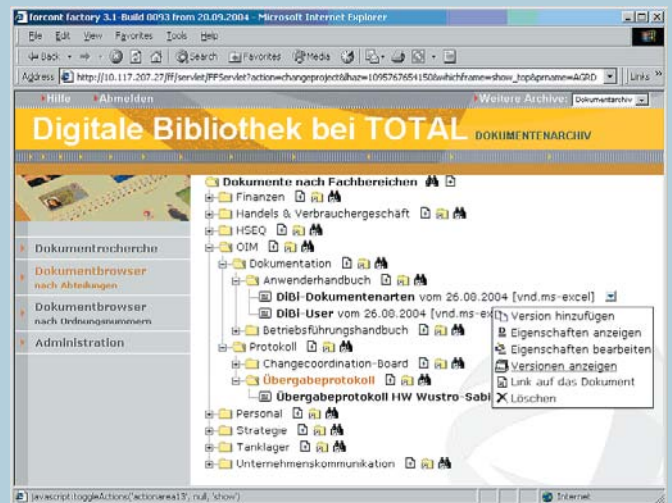 forcont factory 3.1-Build 0093 from 20.09.2004 - Microsoft Internet Explorer
File Edit View Favorites Tools Help
Back Search Favorites Media
Address http://10.117.207.27/ff/servlet/FFServlet?action=changeproject&haz=1095767654150&whichframe=show_top&prname=AGRD Links
Hilfe Abmelden Weitere Archive: Dokumentarchiv
Digitale Bibliothek bei TOTAL DOKUMENTENARCHIV
Dokumentrecherche
Dokumentbrowser
nach Abteilungen
Dokumentbrowser
nach Ordnungsnummern
Administration
Dokumente nach Fachbereichen
Finanzen
Handels & Verbrauchergeschäft
HSEQ
OIM
Dokumentation
Anwenderhandbuch
DiBi-Dokumentenarten vom 26.08.2004 [vnd.ms-excel]
DiBi-User vom 26.08.2004 [vnd.ms-ex
Betriebsführungshandbuch
Protokoll
Changecoordination-Board
Übergabeprotokoll
Übergabeprotokoll HW Wustro-Sabi
Personal
Strategie
Tanklager
Unternehmenskommunikation
Version hinzufügen
Eigenschaften anzeigen
Eigenschaften bearbeiten
Versionen anzeigen
Link auf das Dokument
Löschen
javascript:toggleActions('actionarea13', null, 'show') Internet